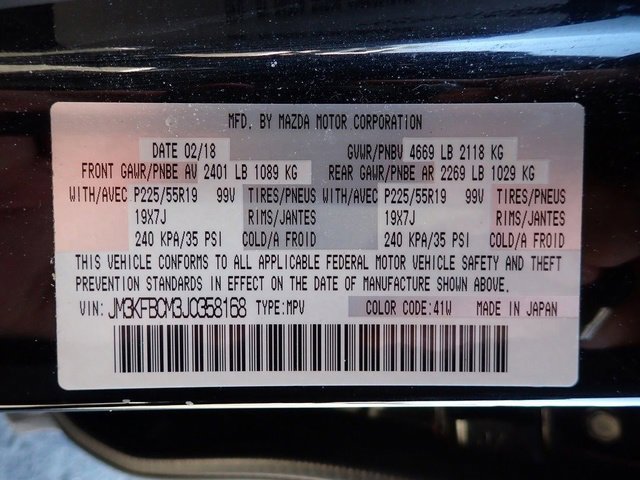 MFD. BY MAZDA MOTOR CORPORATION
DATE 02/18 GVWR/PNBV 4669 LB 2118 KG
FRONT GAWR/PNBE AV 2401 LB 1089 KG REAR GAWR/PNBE AR 2269 LB 1029 KG
WITH/AVEC P225/55R19 99V TIRES/PNEUS WITH/AVEC P225/55R19 99V TIRES/PNEUS
19X7J RIMS/JANTES 19X7J RIMS/JANTES
240 KPA/35 PSI COLD/A FROID 240 KPA/35 PSI COLD/A FROID
THIS VEHICLE CONFORMS TO ALL APPLICABLE FEDERAL MOTOR VEHICLE SAFETY AND THEFT
PREVENTION STANDARDS IN EFFECT ON THE DATE OF MANUFACTURE SHOWN ABOVE.
VIN: JM3KFBCM3J0358168 TYPE:MPV COLOR CODE:41W MADE IN JAPAN